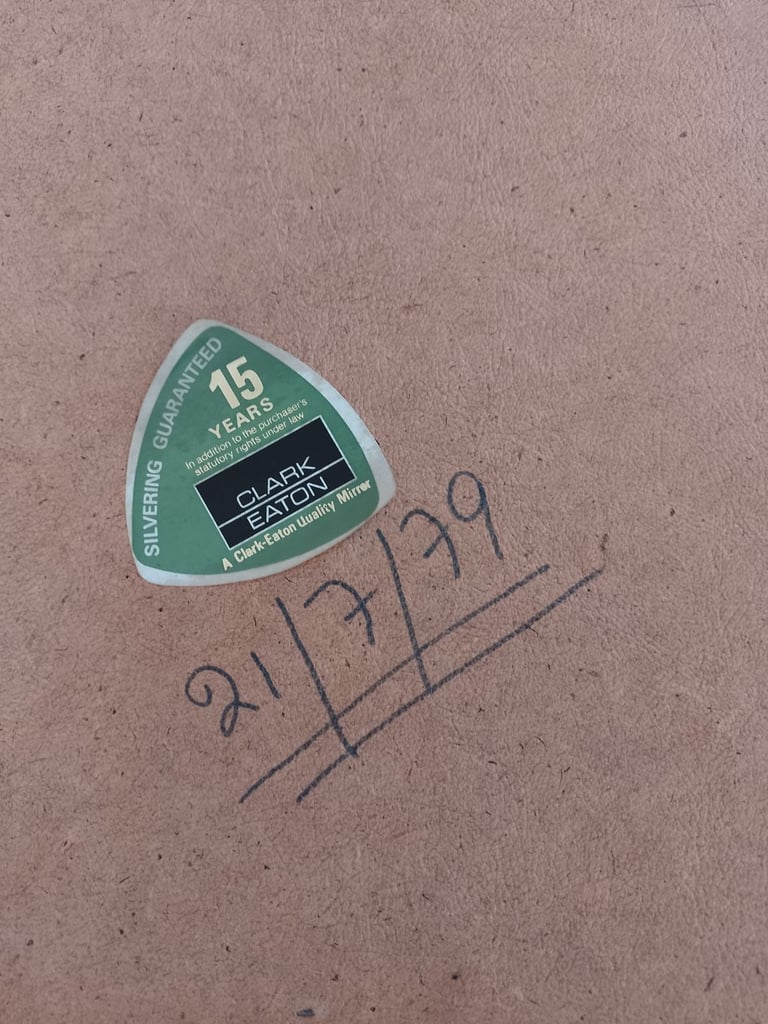 SILVERING GUARANTEED
15
YEARS
In addition to the purchaser's
statutory rights under law
CLARK
EATON
A Clark-Eaton Quality Mirror
21/7/79